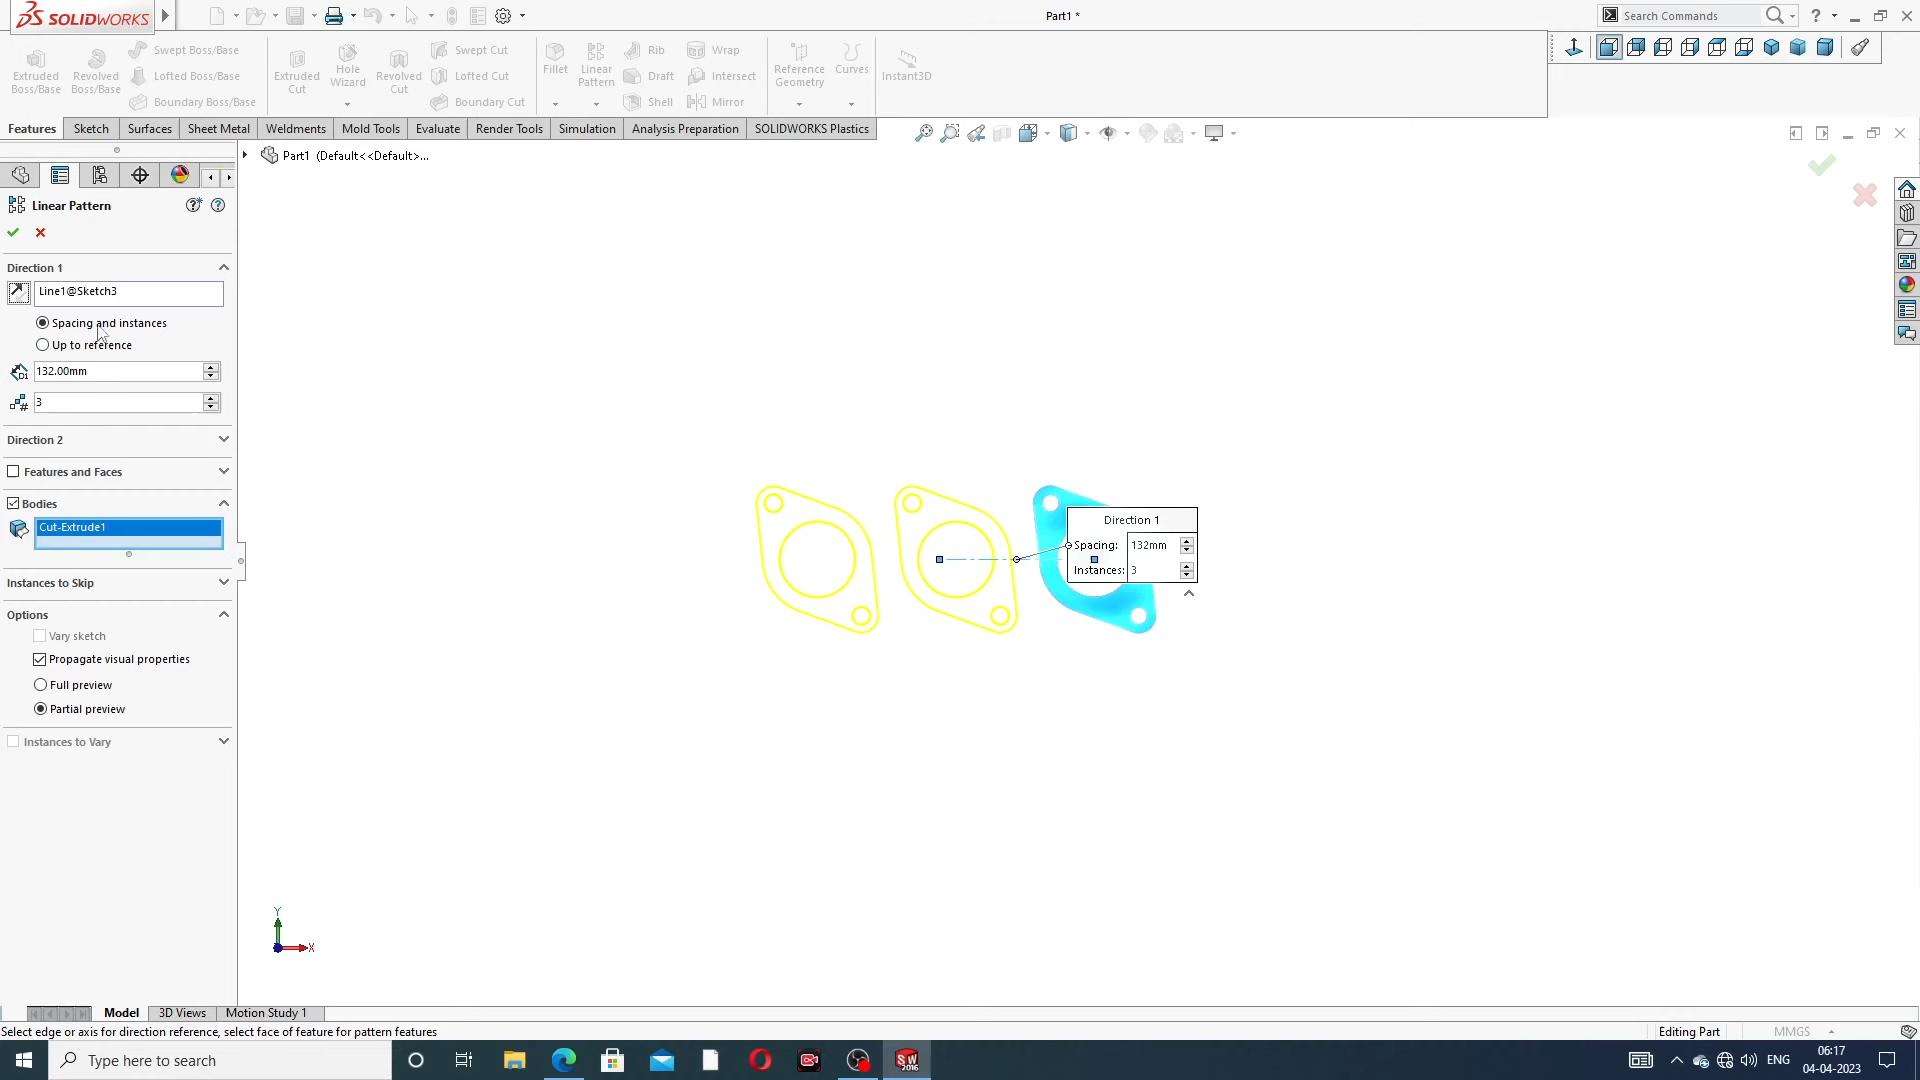 SOLIDWORKS
Part1 *
Search Commands
Extruded Boss/Base
Revolved Boss/Base
Swept Boss/Base
Lofted Boss/Base
Boundary Boss/Base
Extruded Cut
Hole Wizard
Revolved Cut
Swept Cut
Lofted Cut
Boundary Cut
Fillet
Linear Pattern
Rib
Draft
Shell
Wrap
Intersect
Mirror
Reference Geometry
Curves
Instant3D
Features
Sketch
Surfaces
Sheet Metal
Weldments
Mold Tools
Evaluate
Render Tools
Simulation
Analysis Preparation
SOLIDWORKS Plastics
Part1 (Default<<Default>...
Linear Pattern
Direction 1
Line1@Sketch3
Spacing and instances
Up to reference
D1
132.00mm
#
3
Direction 2
Features and Faces
Bodies
Cut-Extrude1
Instances to Skip
Options
Vary sketch
Propagate visual properties
Full preview
Partial preview
Instances to Vary
Direction 1
Spacing: 132mm
Instances: 3
Y
X
Model
3D Views
Motion Study 1
Select edge or axis for direction reference, select face of feature for pattern features
Editing Part
MMGS
Type here to search
SW
2016
ENG
06:17
04-04-2023